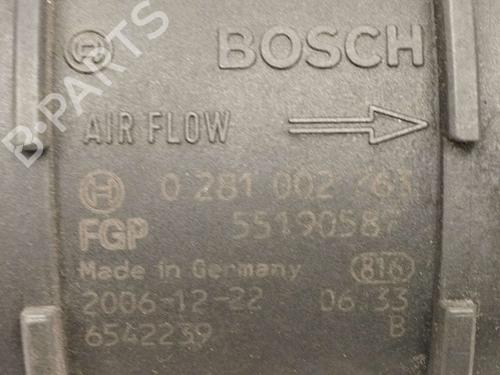 BOSCH
AIR FLOW
0 281 002 763
FGP 55190587
Made in Germany 816
2006-12-22 06:33
6542239 B
B-PARTS